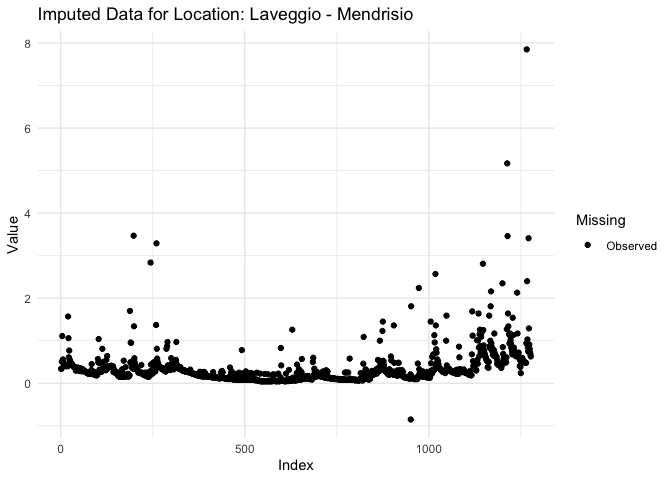 Imputed Data for Location: Laveggio - Mendrisio
8
6
4
2
0
Value
0
500
1000
Index
Missing
Observed